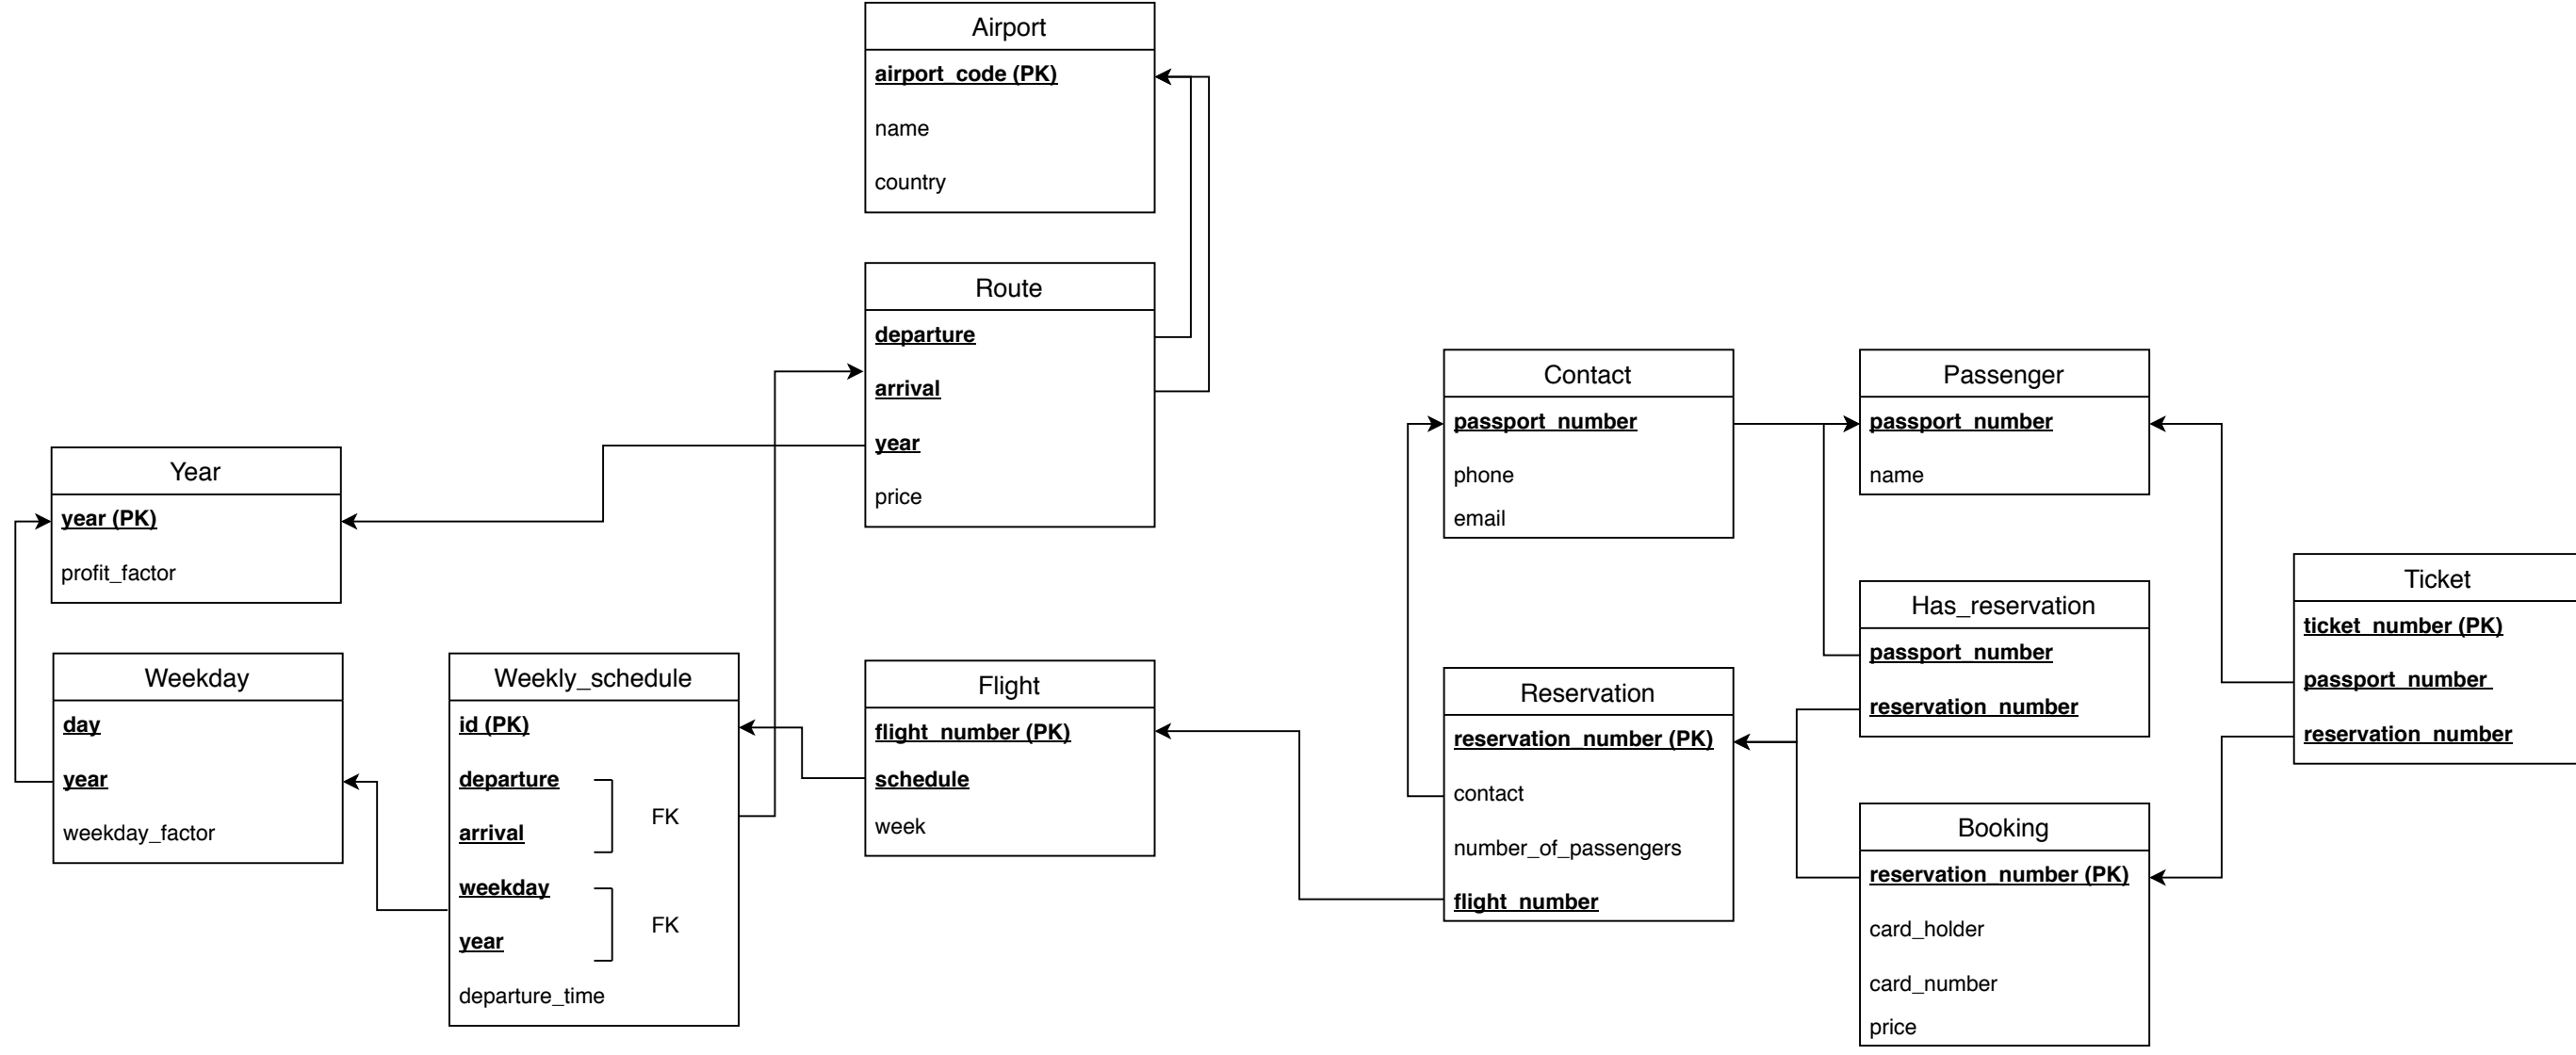 Airport
airport_code (PK)
name
country
Route
departure
arrival
year
price
Year
year (PK)
profit_factor
Weekday
day
year
weekday_factor
Weekly_schedule
id (PK)
departure
arrival
FK
weekday
year
FK
departure_time
Flight
flight_number (PK)
schedule
week
Contact
passport_number
phone
email
Passenger
passport_number
name
Has_reservation
passport_number
reservation_number
Reservation
reservation_number (PK)
contact
number_of_passengers
flight_number
Booking
reservation_number (PK)
card_holder
card_number
price
Ticket
ticket_number (PK)
passport_number
reservation_number